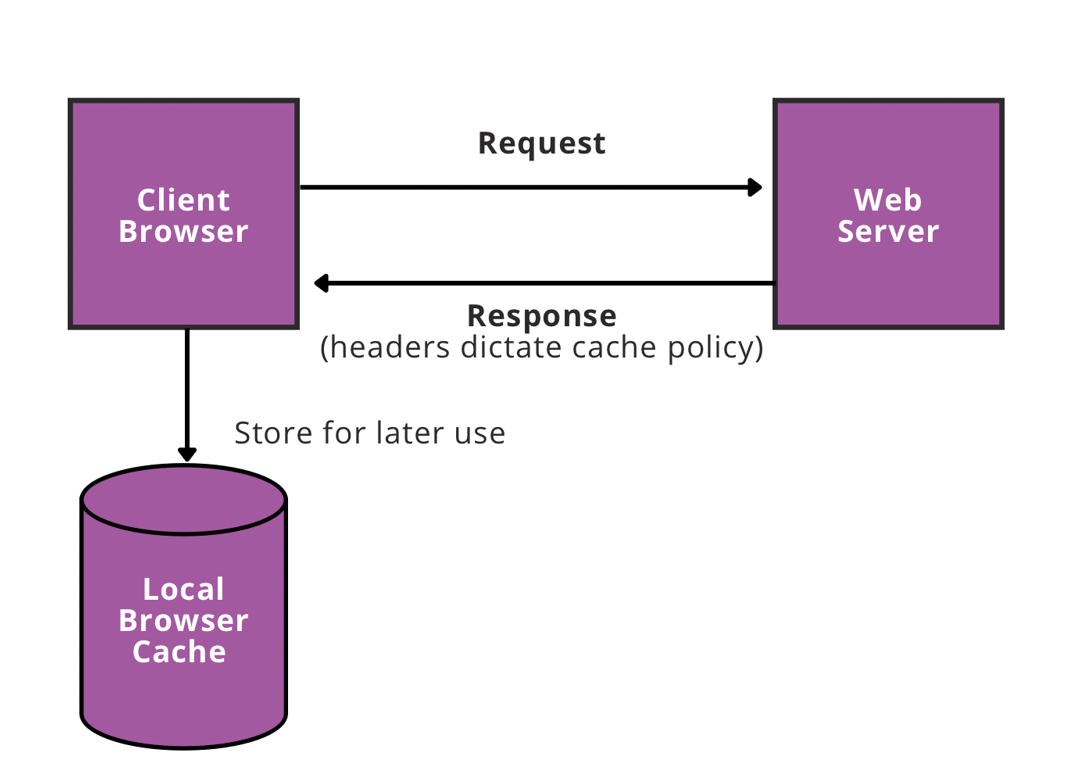 Request
Client
Browser
Web
Server
Response
(headers dictate cache policy)
Store for later use
Local
Browser
Cache